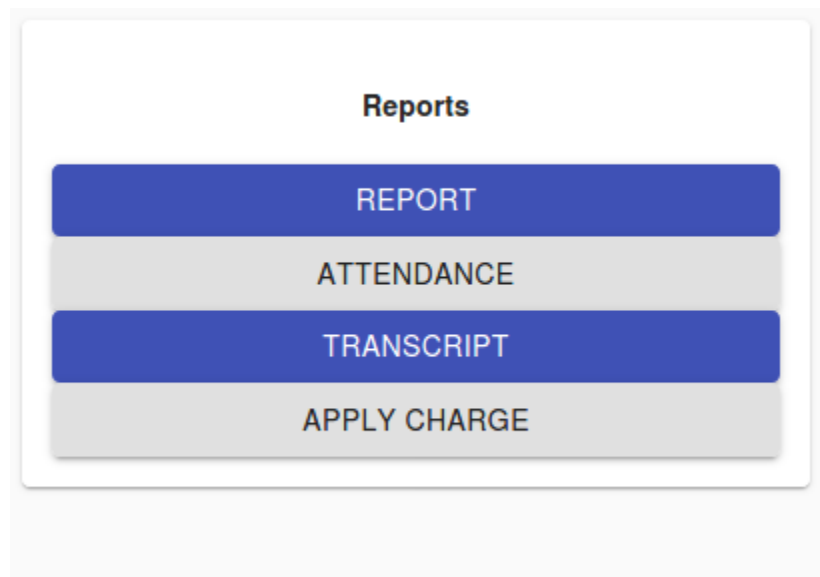 Reports
REPORT
ATTENDANCE
TRANSCRIPT
APPLY CHARGE